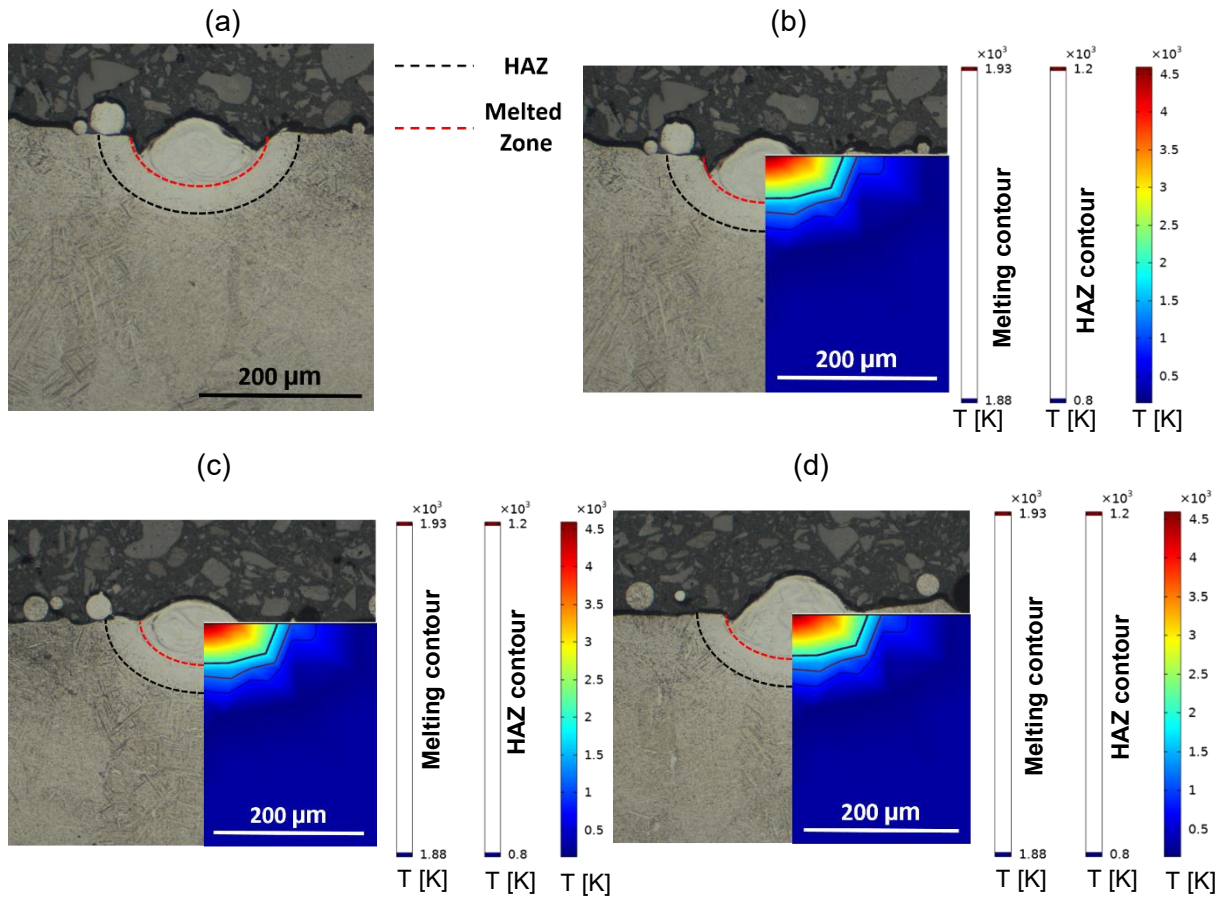 (a)
HAZ
Melted
Zone
200 µm
(b)
×10³
1.93
1.88
Melting contour
T [K]
×10³
1.2
0.8
HAZ contour
T [K]
×10³
4.5
4
3.5
3
2.5
2
1.5
1
0.5
T [K]
200 µm
(c)
×10³
1.93
1.88
Melting contour
T [K]
×10³
1.2
0.8
HAZ contour
T [K]
×10³
4.5
4
3.5
3
2.5
2
1.5
1
0.5
T [K]
200 µm
(d)
×10³
1.93
1.88
Melting contour
T [K]
×10³
1.2
0.8
HAZ contour
T [K]
×10³
4.5
4
3.5
3
2.5
2
1.5
1
0.5
T [K]
200 µm